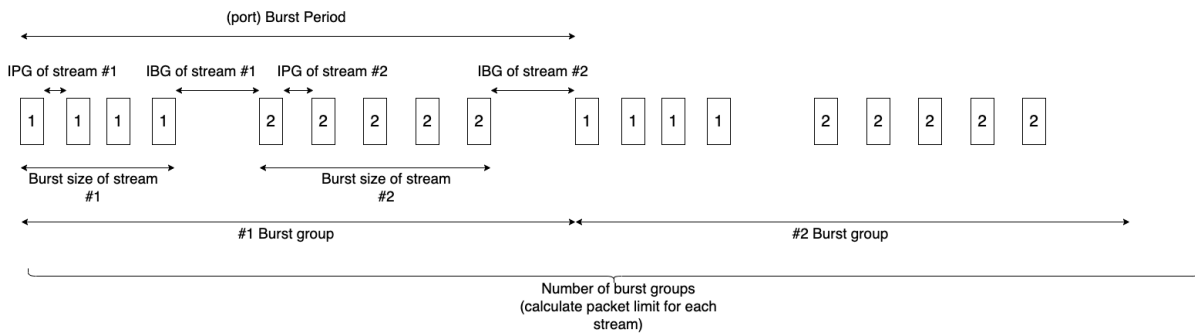 (port) Burst Period
IPG of stream #1 IBG of stream #1 IPG of stream #2 IBG of stream #2
1 1 1 1 2 2 2 2 2 1 1 1 1 2 2 2 2 2
Burst size of stream
#1
Burst size of stream
#2
#1 Burst group #2 Burst group
Number of burst groups
(calculate packet limit for each
stream)